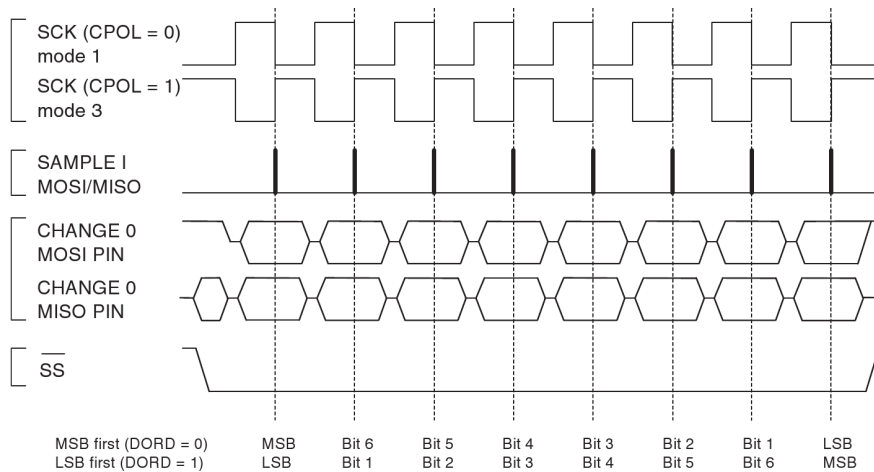 SCK (CPOL = 0)
mode 1
SCK (CPOL = 1)
mode 3
SAMPLE I
MOSI/MISO
CHANGE 0
MOSI PIN
CHANGE 0
MISO PIN
SS
MSB first (DORD = 0) MSB Bit 6 Bit 5 Bit 4 Bit 3 Bit 2 Bit 1 LSB
LSB first (DORD = 1) LSB Bit 1 Bit 2 Bit 3 Bit 4 Bit 5 Bit 6 MSB